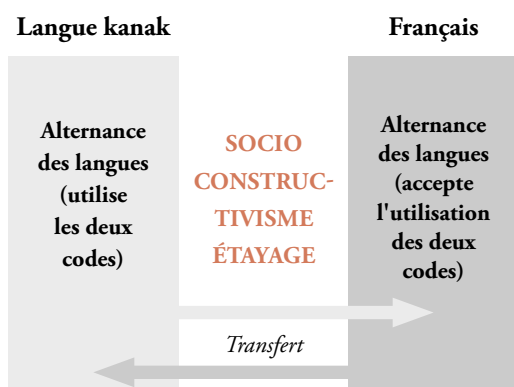 Langue kanak
Français
Alternance
des langues
(utilise
les deux
codes)
SOCIO
CONSTRUC-
TIVISME
ÉTAYAGE
Alternance
des langues
(accepte
l'utilisation
des deux
codes)
Transfert